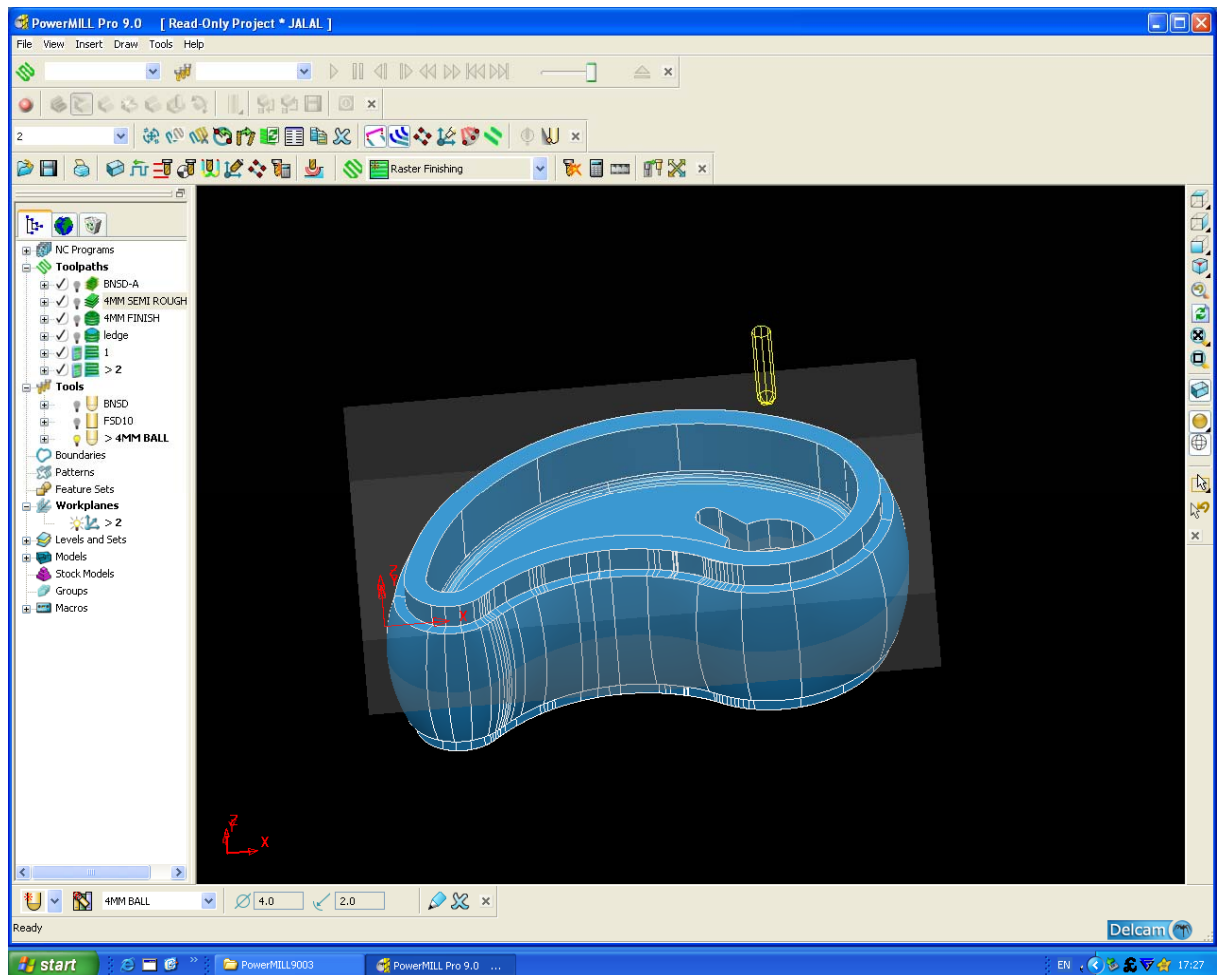 PowerMILL Pro 9.0 [ Read-Only Project * JALAL ]
File View Insert Draw Tools Help
2
Raster Finishing
NC Programs
Toolpaths
BNSD-A
4MM SEMI ROUGH
4MM FINISH
ledge
1
> 2
Tools
BNSD
FSD10
> 4MM BALL
Boundaries
Patterns
Feature Sets
Workplanes
> 2
Levels and Sets
Models
Stock Models
Groups
Macros
Z
X
Z
X
4MM BALL 4.0 2.0
Ready
Delcam
start PowerMILL9003 PowerMILL Pro 9.0 ... EN 17:27